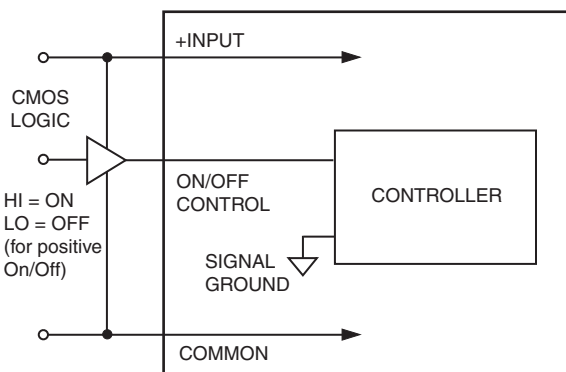 +INPUT
CMOS
LOGIC
HI = ON
LO = OFF
(for positive
On/Off)
ON/OFF
CONTROL
CONTROLLER
SIGNAL
GROUND
COMMON